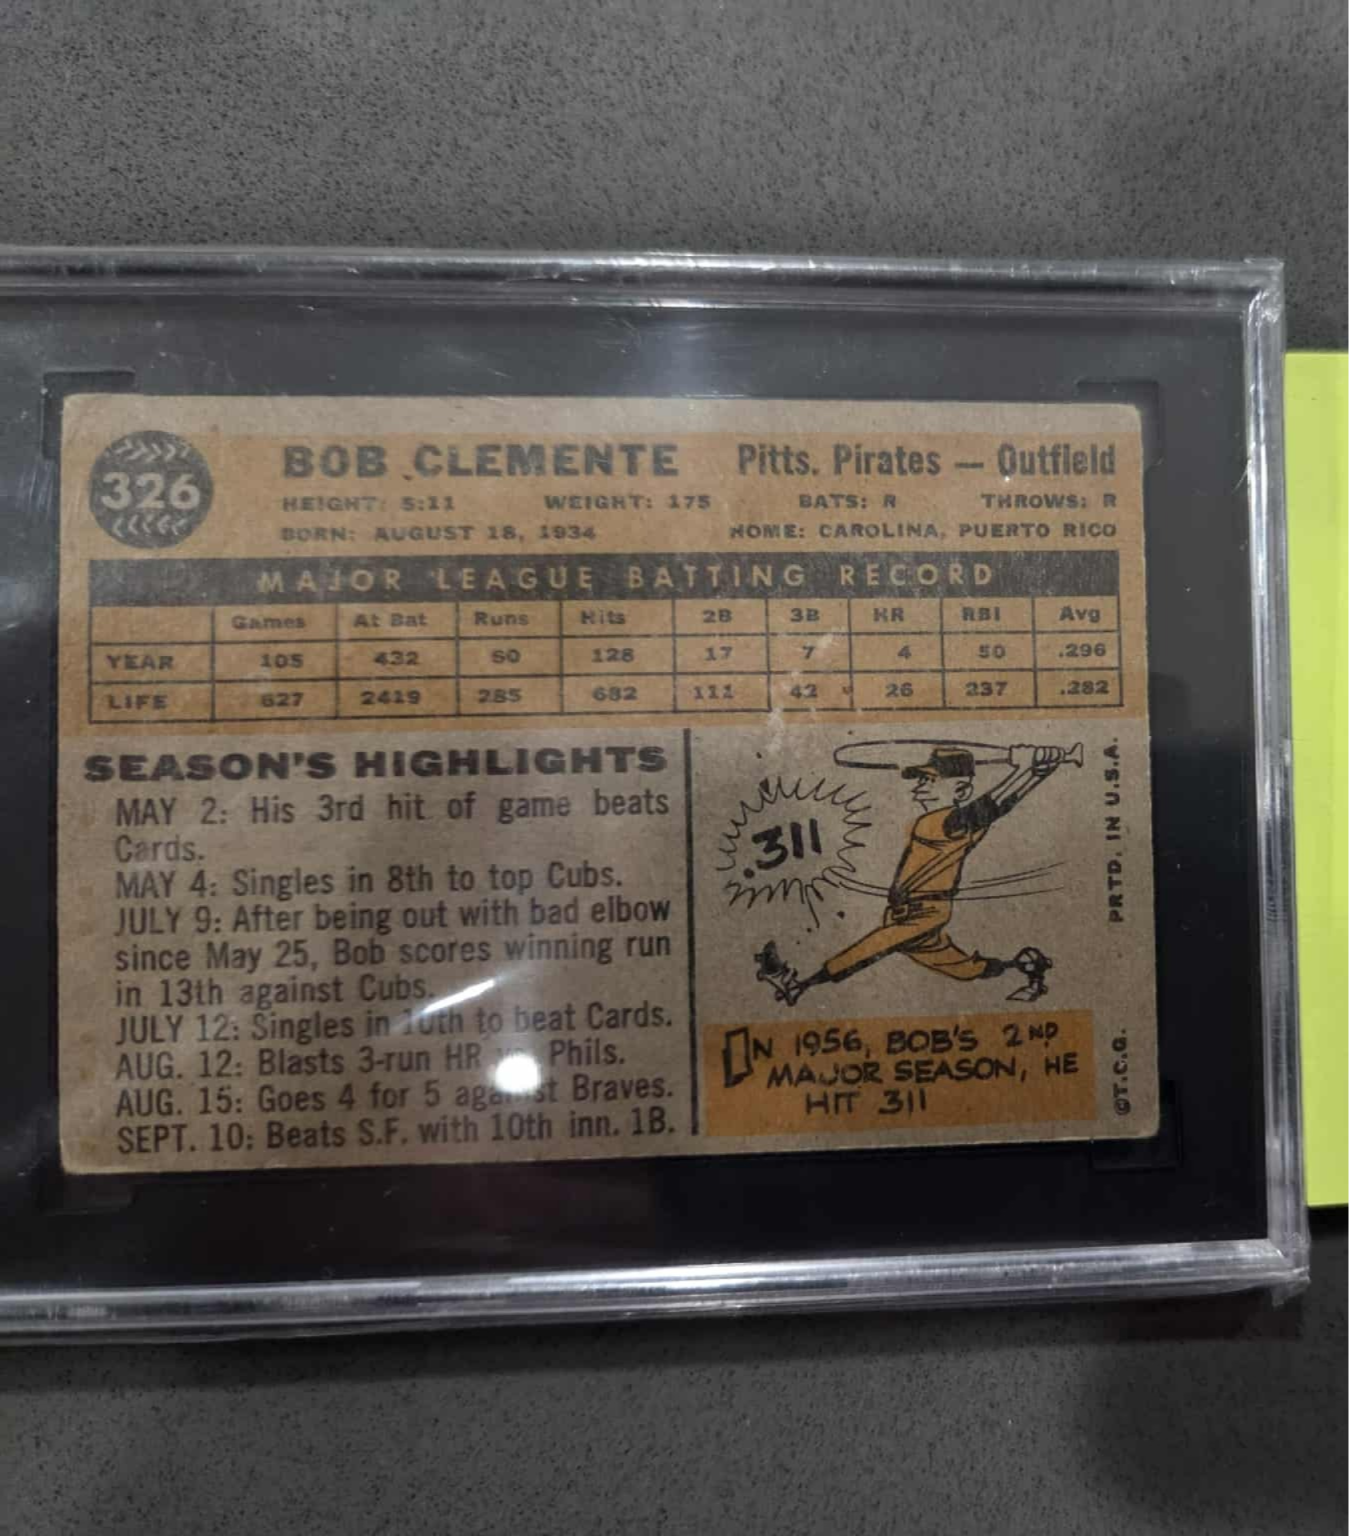 326
BOB CLEMENTE Pitts. Pirates — Outfield
HEIGHT: 5:11 WEIGHT: 175 BATS: R THROWS: R
BORN: AUGUST 18, 1934 HOME: CAROLINA, PUERTO RICO
MAJOR LEAGUE BATTING RECORD
Games At Bat Runs Hits 2B 3B HR RBI Avg
YEAR 105 432 60 128 17 7 4 50 .296
LIFE 627 2419 285 682 111 42 26 237 .282
SEASON'S HIGHLIGHTS
MAY 2: His 3rd hit of game beats
Cards.
MAY 4: Singles in 8th to top Cubs.
JULY 9: After being out with bad elbow
since May 25, Bob scores winning run
in 13th against Cubs.
JULY 12: Singles in 10th to beat Cards.
AUG. 12: Blasts 3-run HR Phils.
AUG. 15: Goes 4 for 5 against Braves.
SEPT. 10: Beats S.F. with 10th inn. 1B.
.311
IN 1956, BOB'S 2ND
MAJOR SEASON, HE
HIT 311
©T.C.G. PRTD. IN U.S.A.